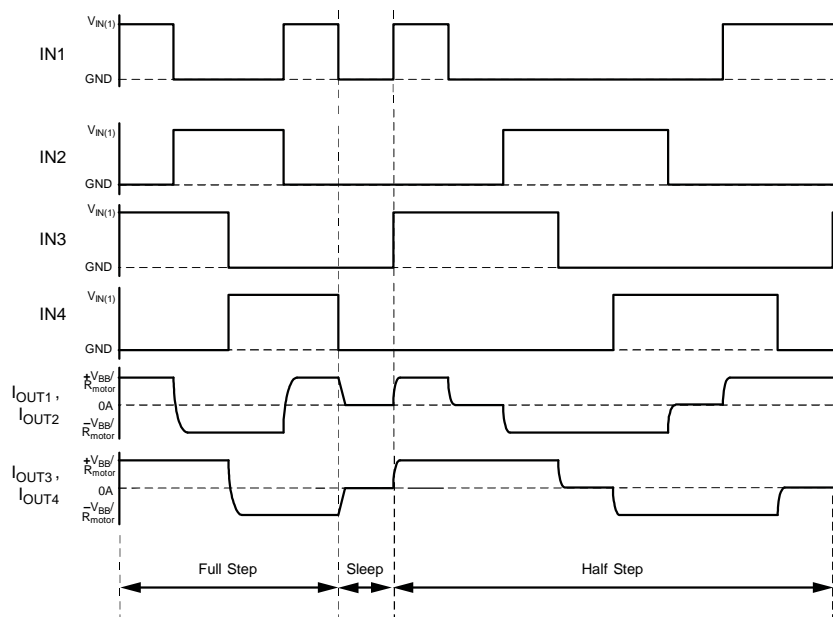 V_IN(1)
IN1
GND
V_IN(1)
IN2
GND
V_IN(1)
IN3
GND
V_IN(1)
IN4
GND
+V_BB/
R_motor
I_OUT1 ,
I_OUT2
0A
−V_BB/
R_motor
+V_BB/
R_motor
I_OUT3 ,
I_OUT4
0A
−V_BB/
R_motor
Full Step
Sleep
Half Step